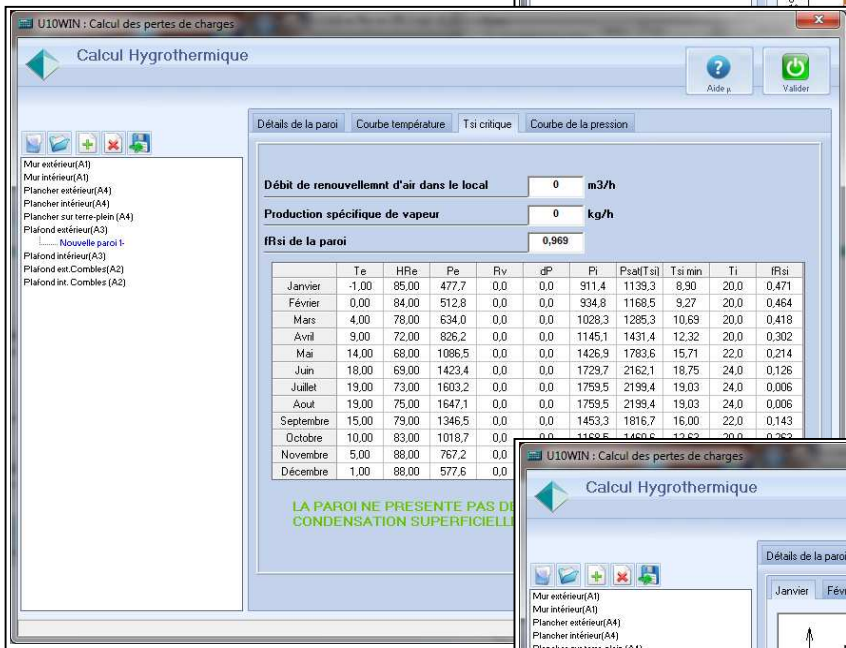 U10WIN : Calcul des pertes de charges
Calcul Hygrothermique
Aide µ
Valider
Détails de la paroi Courbe température Tsi critique Courbe de la pression
Mur extérieur(A1)
Mur intérieur(A1)
Plancher extérieur(A4)
Plancher intérieur(A4)
Plancher sur terre-plein (A4)
Plafond extérieur(A3)
Nouvelle paroi 1-
Plafond intérieur(A3)
Plafond ext.Combles(A2)
Plafond int. Combles (A2)
Débit de renouvellemnt d'air dans le local 0 m3/h
Production spécifique de vapeur 0 kg/h
fRsi de la paroi 0,969
Te HRe Pe Rv dP Pi Psat(Tsi) Tsi min Ti fRsi
Janvier -1,00 85,00 477,7 0,0 0,0 911,4 1139,3 8,90 20,0 0,471
Février 0,00 84,00 512,8 0,0 0,0 934,8 1168,5 9,27 20,0 0,464
Mars 4,00 78,00 634,0 0,0 0,0 1028,3 1285,3 10,69 20,0 0,418
Avril 9,00 72,00 826,2 0,0 0,0 1145,1 1431,4 12,32 20,0 0,302
Mai 14,00 68,00 1086,5 0,0 0,0 1426,9 1783,6 15,71 22,0 0,214
Juin 18,00 69,00 1423,4 0,0 0,0 1729,7 2162,1 18,75 24,0 0,126
Juillet 19,00 73,00 1603,2 0,0 0,0 1759,5 2199,4 19,03 24,0 0,006
Aout 19,00 75,00 1647,1 0,0 0,0 1759,5 2199,4 19,03 24,0 0,006
Septembre 15,00 79,00 1346,5 0,0 0,0 1453,3 1816,7 16,00 22,0 0,143
Octobre 10,00 83,00 1018,7 0,0 0,0 1168,5 1460,6 12,63 20,0 0,263
Novembre 5,00 88,00 767,2 0,0
Décembre 1,00 88,00 577,6 0,0
LA PAROI NE PRESENTE PAS DE
CONDENSATION SUPERFICIELL
U10WIN : Calcul des pertes de charges
Calcul Hygrothermique
Détails de la paroi
Janvier Fév
Mur extérieur(A1)
Mur intérieur(A1)
Plancher extérieur(A4)
Plancher intérieur(A4)